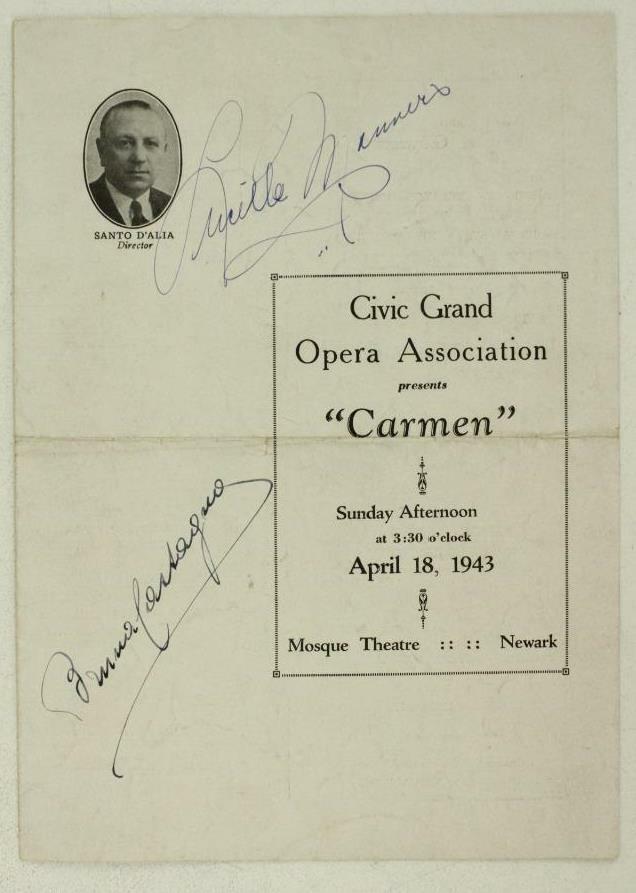 Lucille Manners
SANTO D'ALIA
Director
Civic Grand
Opera Association
presents
"Carmen"
Sunday Afternoon
at 3:30 o'clock
April 18, 1943
Mosque Theatre :: :: Newark
Bruna Castagna